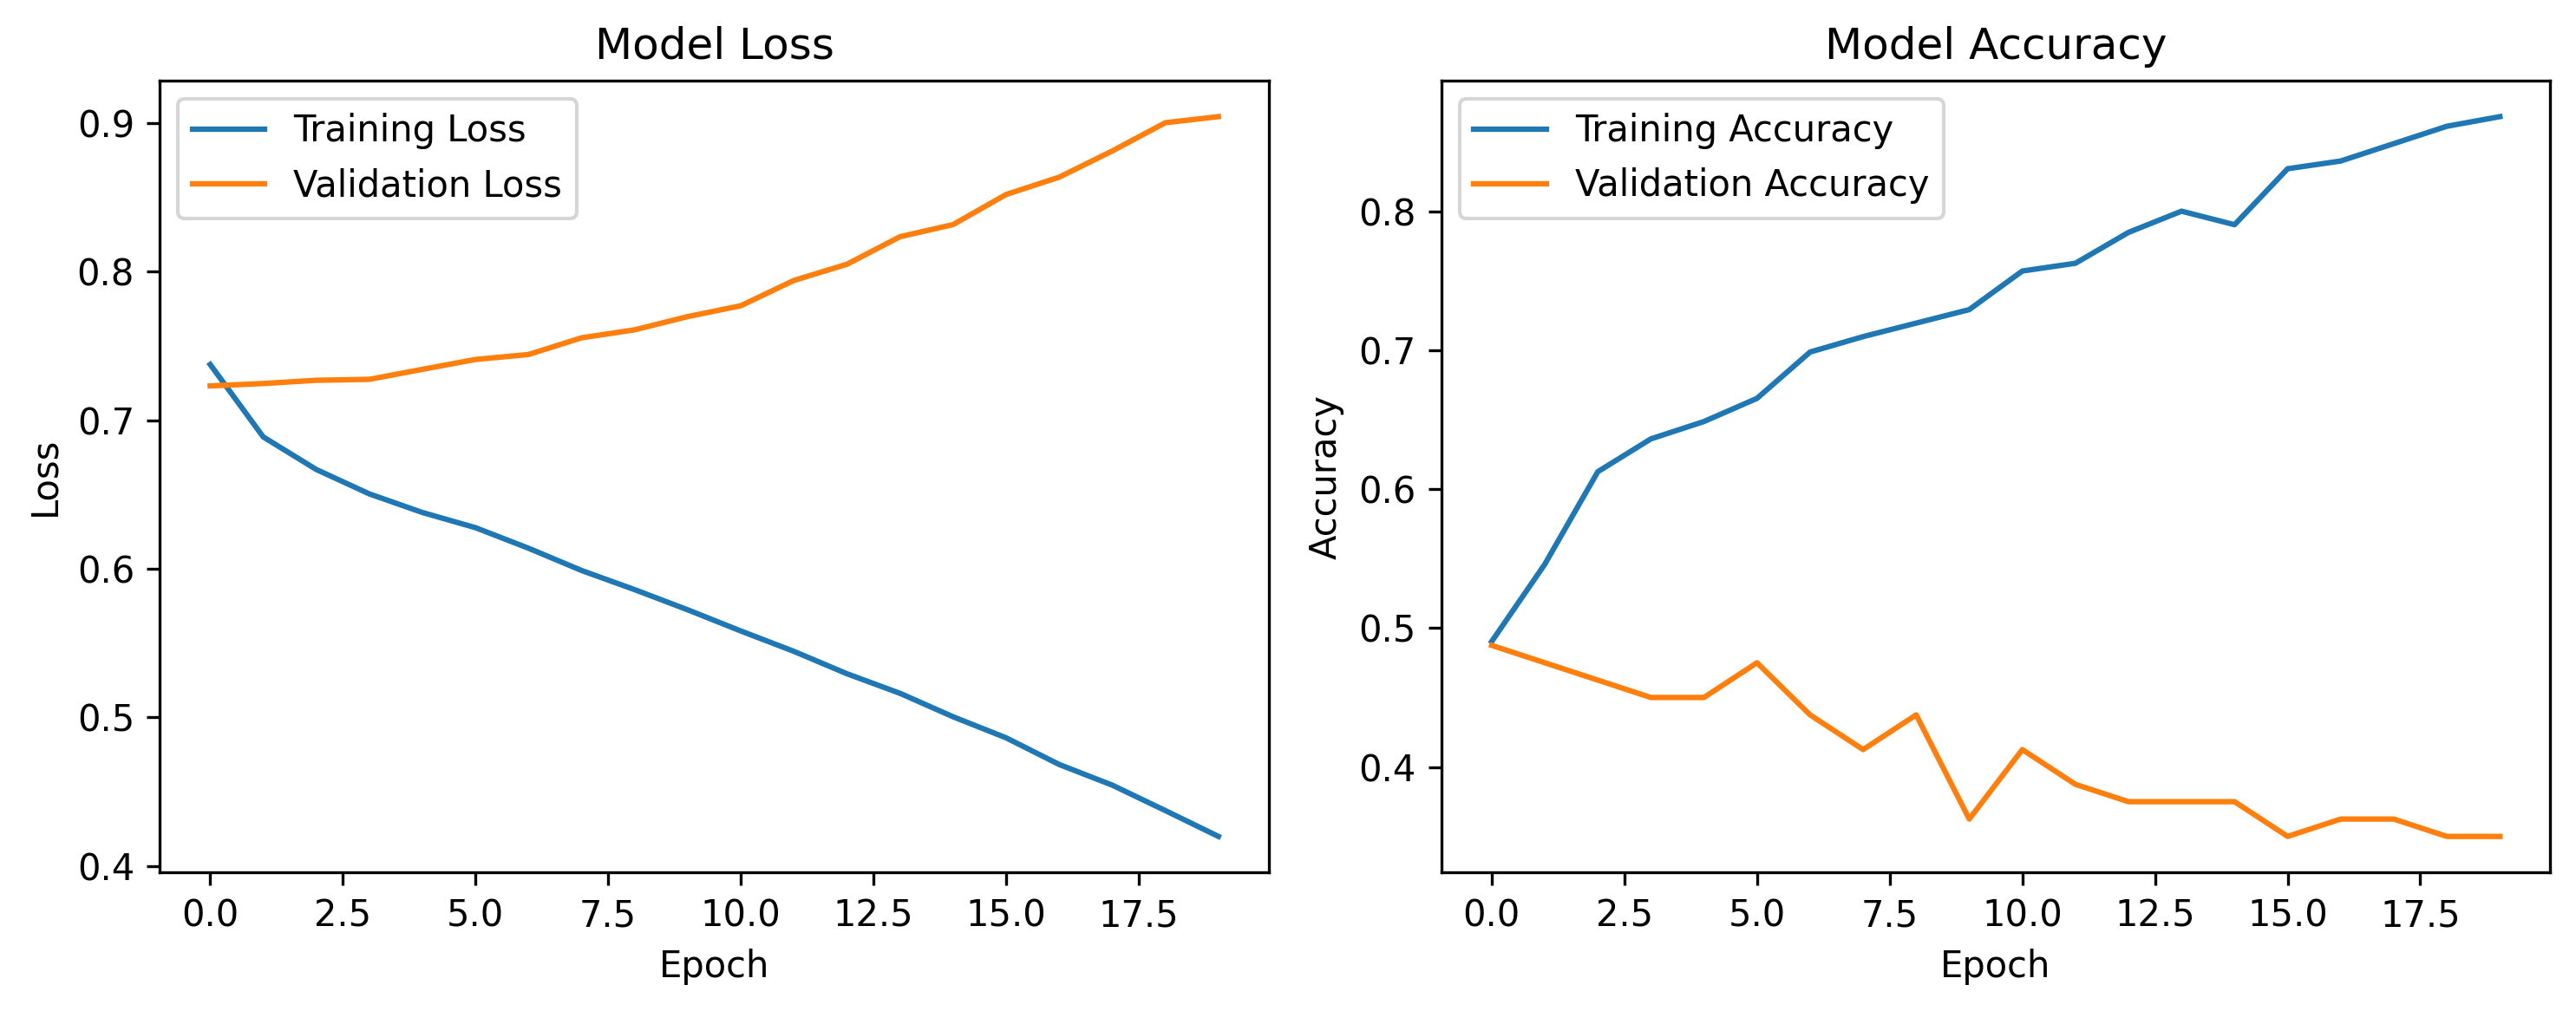 Model Loss
Training Loss
Validation Loss
0.9
0.8
0.7
0.6
0.5
0.4
Loss
0.0 2.5 5.0 7.5 10.0 12.5 15.0 17.5
Epoch
Model Accuracy
Training Accuracy
Validation Accuracy
0.8
0.7
0.6
0.5
0.4
Accuracy
0.0 2.5 5.0 7.5 10.0 12.5 15.0 17.5
Epoch